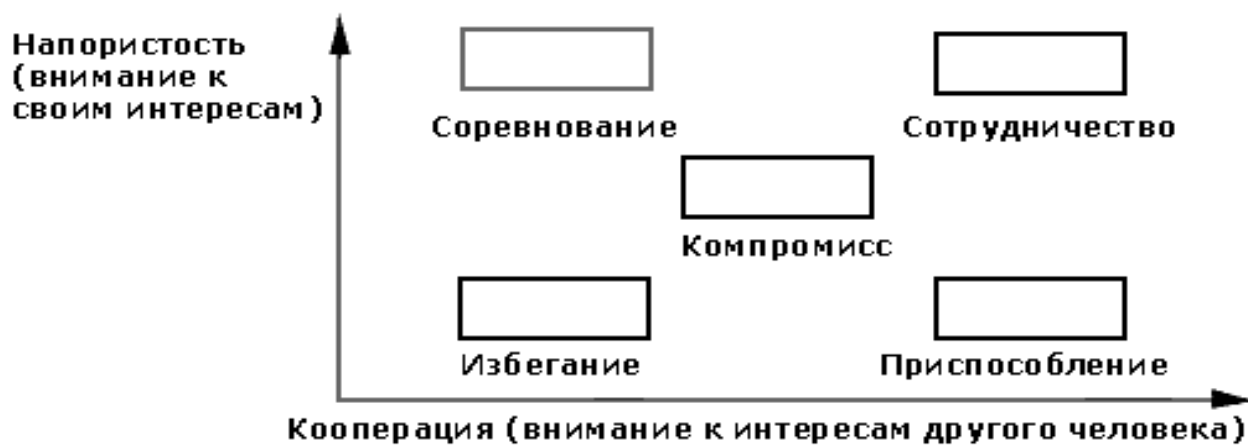 Напористость
(внимание к
своим интересам)
Соревнование
Сотрудничество
Компромисс
Избегание
Приспособление
Кооперация (внимание к интересам другого человека)